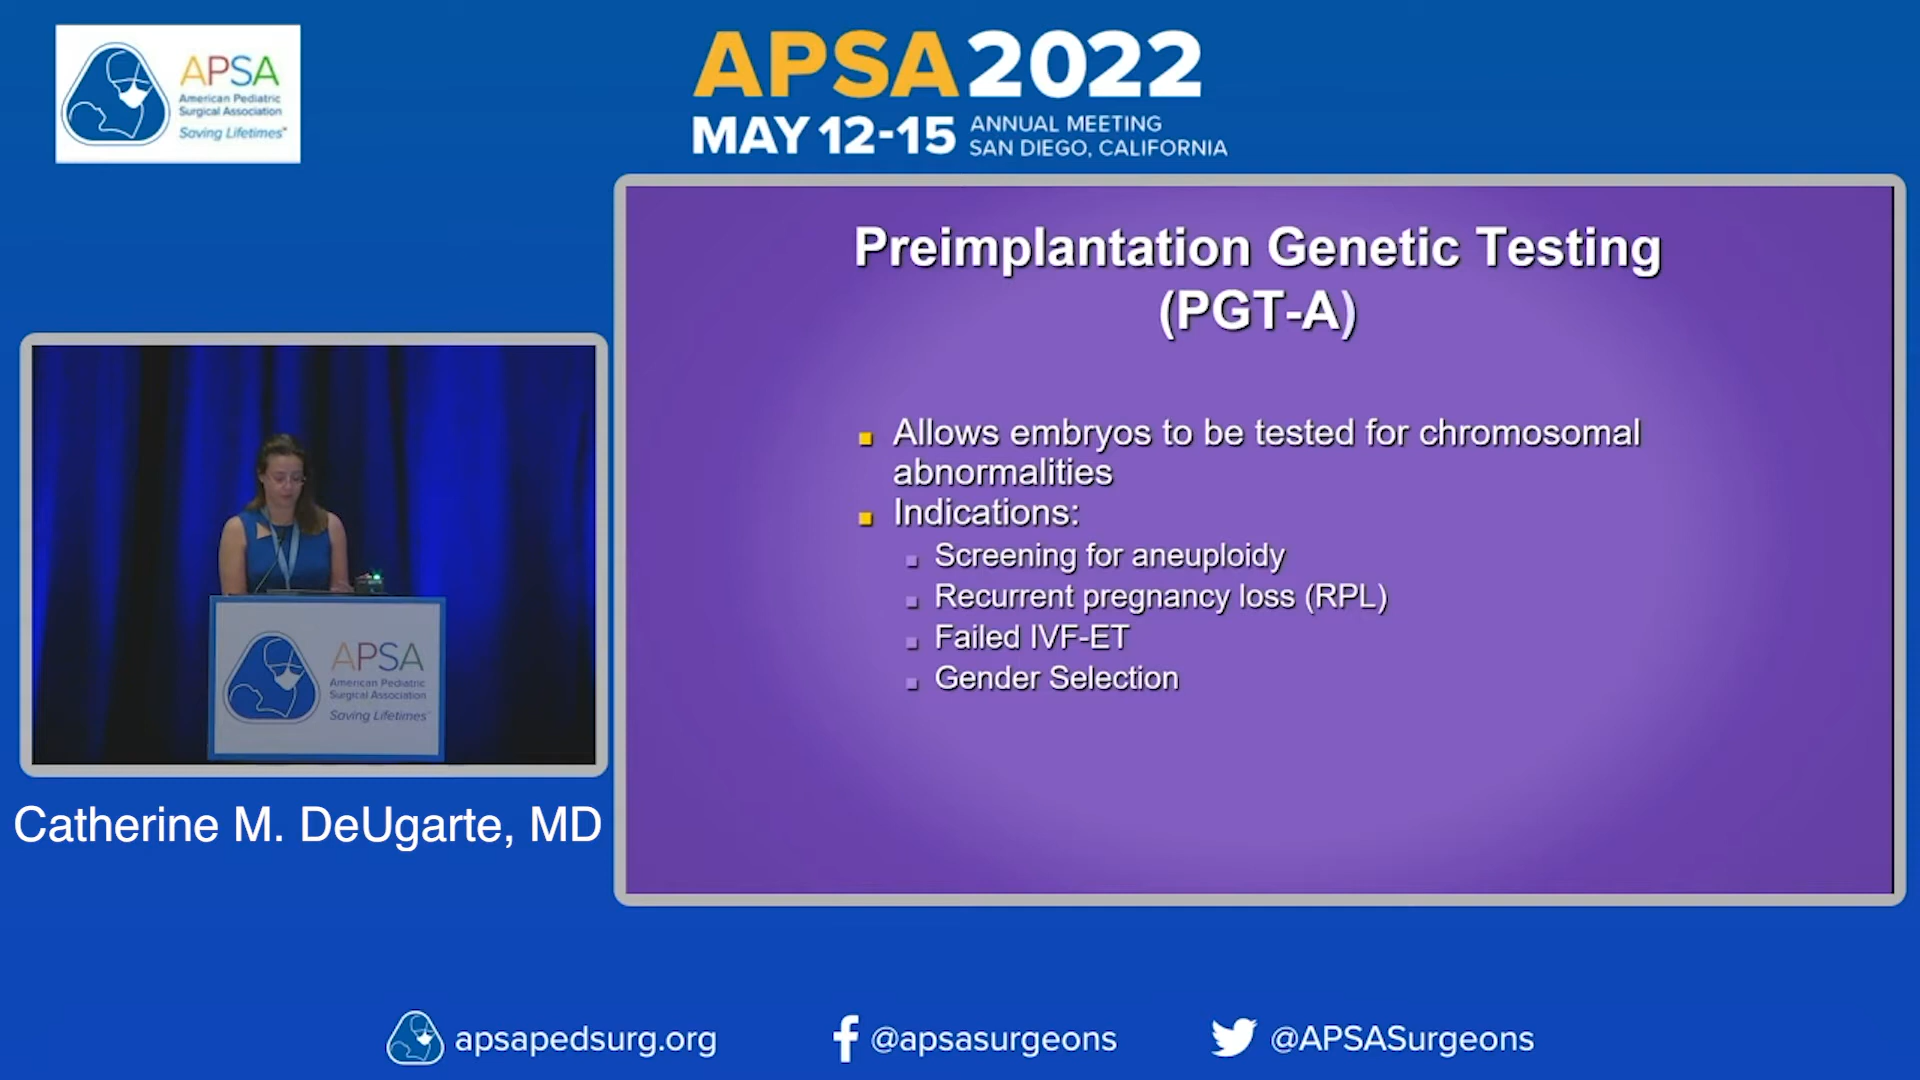 APSA
American Pediatric
Surgical Association
Saving Lifetimes℠
APSA 2022
MAY 12-15
ANNUAL MEETING
SAN DIEGO, CALIFORNIA
Preimplantation Genetic Testing
(PGT-A)
Allows embryos to be tested for chromosomal
abnormalities
Indications:
Screening for aneuploidy
Recurrent pregnancy loss (RPL)
Failed IVF-ET
Gender Selection
APSA
American Pediatric
Surgical Association
Saving Lifetimes
Catherine M. DeUgarte, MD
apsapedsurg.org
@apsasurgeons
@APSASurgeons